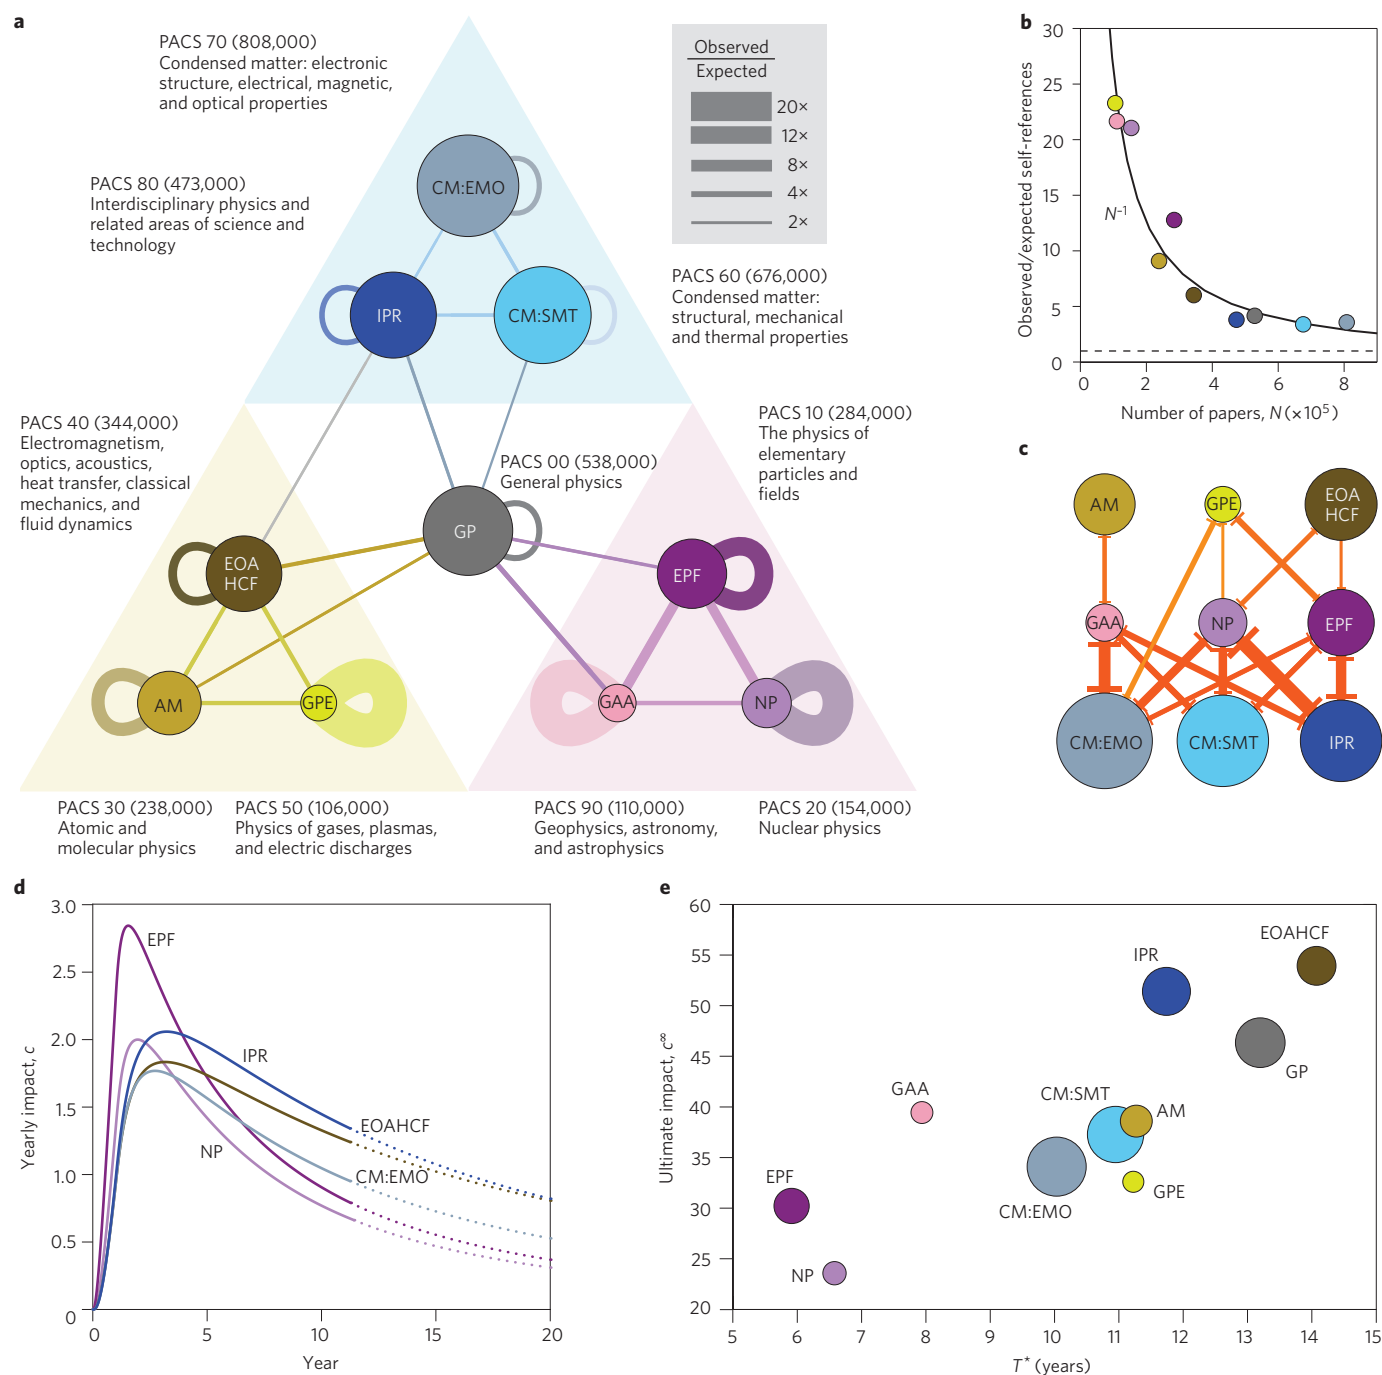 a
PACS 70 (808,000)
Condensed matter: electronic
structure, electrical, magnetic,
and optical properties
PACS 80 (473,000)
Interdisciplinary physics and
related areas of science and
technology
Observed
Expected
20×
12×
8×
4×
2×
CM:EMO
IPR
CM:SMT
PACS 60 (676,000)
Condensed matter:
structural, mechanical
and thermal properties
PACS 40 (344,000)
Electromagnetism,
optics, acoustics,
heat transfer, classical
mechanics, and
fluid dynamics
PACS 00 (538,000)
General physics
PACS 10 (284,000)
The physics of
elementary
particles and
fields
GP
EOA
HCF
EPF
AM
GPE
GAA
NP
PACS 30 (238,000)
Atomic and
molecular physics
PACS 50 (106,000)
Physics of gases, plasmas,
and electric discharges
PACS 90 (110,000)
Geophysics, astronomy,
and astrophysics
PACS 20 (154,000)
Nuclear physics
b
Observed/expected self-references
30
25
20
15
10
5
0
N⁻¹
0
2
4
6
8
Number of papers, N (×10⁵)
c
AM
GPE
EOA
HCF
GAA
NP
EPF
CM:EMO
CM:SMT
IPR
d
Yearly impact, c
3.0
2.5
2.0
1.5
1.0
0.5
0
EPF
IPR
EOAHCF
NP
CM:EMO
0
5
10
15
20
Year
e
Ultimate impact, c∞
60
55
50
45
40
35
30
25
20
EOAHCF
IPR
GP
GAA
CM:SMT
AM
EPF
GPE
CM:EMO
NP
5
6
7
8
9
10
11
12
13
14
15
T* (years)